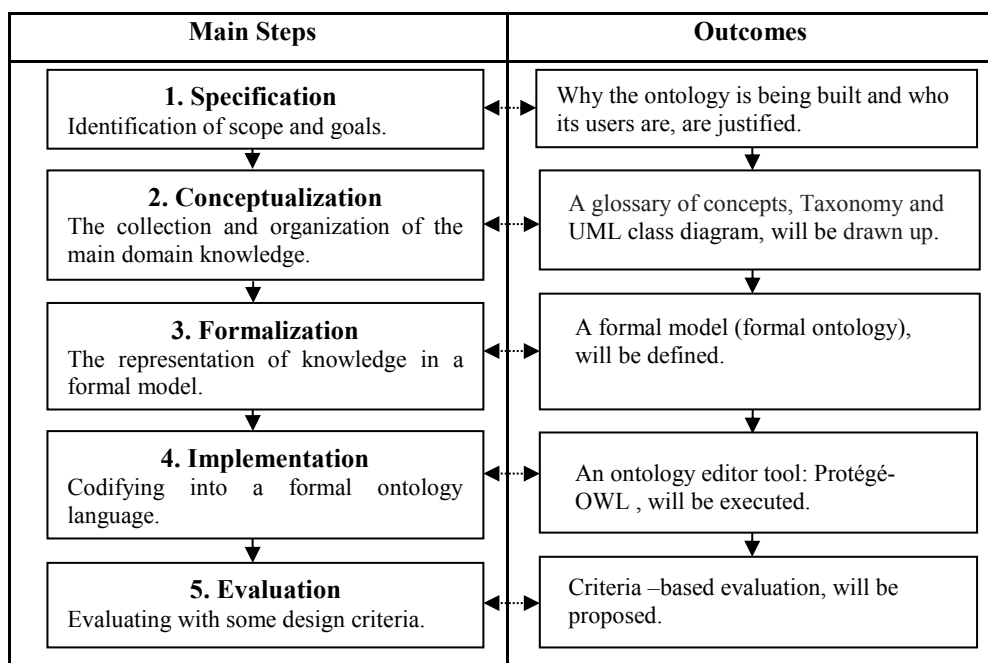 Main Steps
Outcomes
1. Specification
Identification of scope and goals.
Why the ontology is being built and who
its users are, are justified.
2. Conceptualization
The collection and organization of the
main domain knowledge.
A glossary of concepts, Taxonomy and
UML class diagram, will be drawn up.
3. Formalization
The representation of knowledge in a
formal model.
A formal model (formal ontology),
will be defined.
4. Implementation
Codifying into a formal ontology
language.
An ontology editor tool: Protégé-
OWL , will be executed.
5. Evaluation
Evaluating with some design criteria.
Criteria –based evaluation, will be
proposed.